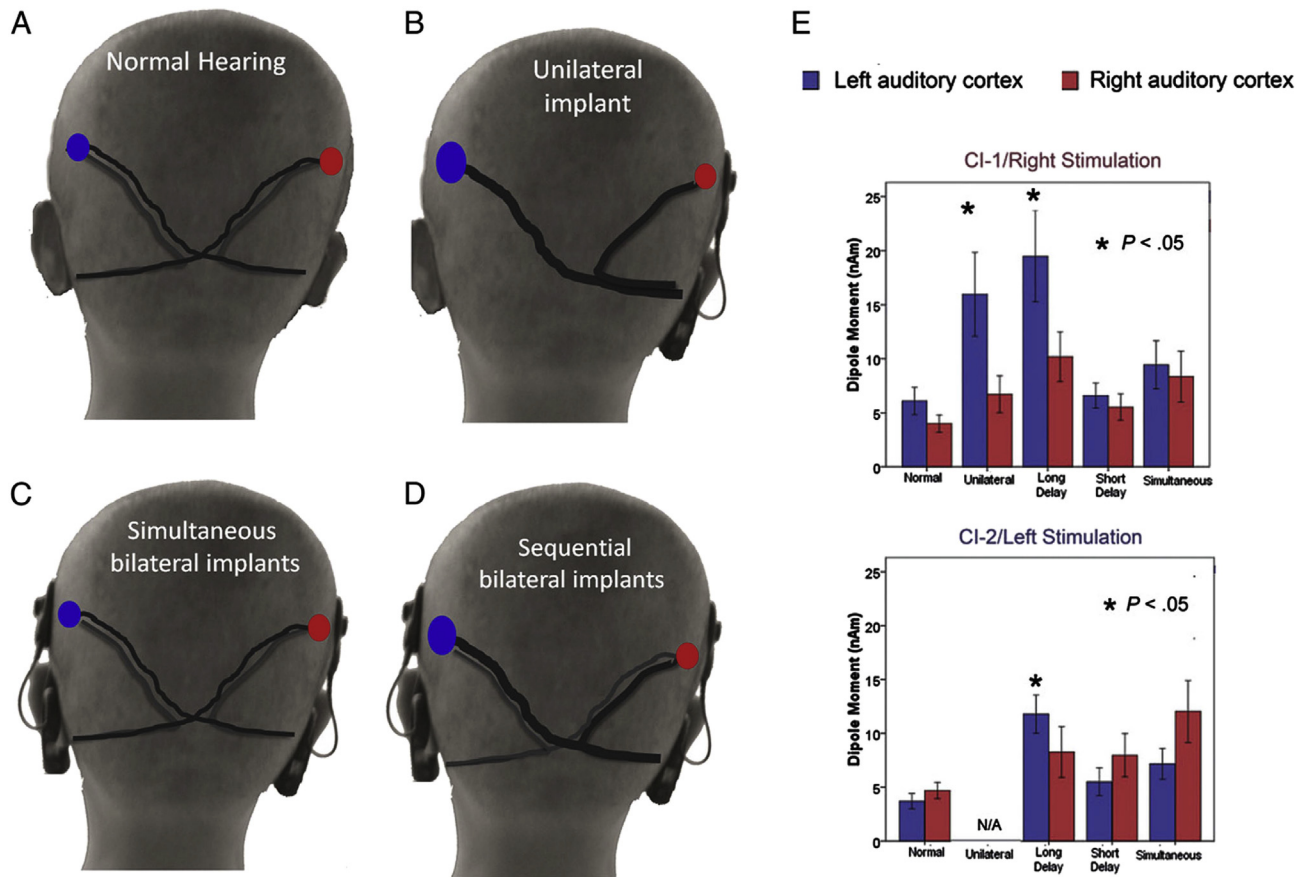 A
Normal Hearing
B
Unilateral
implant
C
Simultaneous
bilateral implants
D
Sequential
bilateral implants
E
Left auditory cortex
Right auditory cortex
CI-1/Right Stimulation
Dipole Moment (nAm)
25
20
15
10
5
0
*
*
* P < .05
Normal
Unilateral
Long
Delay
Short
Delay
Simultaneous
CI-2/Left Stimulation
Dipole Moment (nAm)
25
20
15
10
5
0
* P < .05
*
N/A
Normal
Unilateral
Long
Delay
Short
Delay
Simultaneous